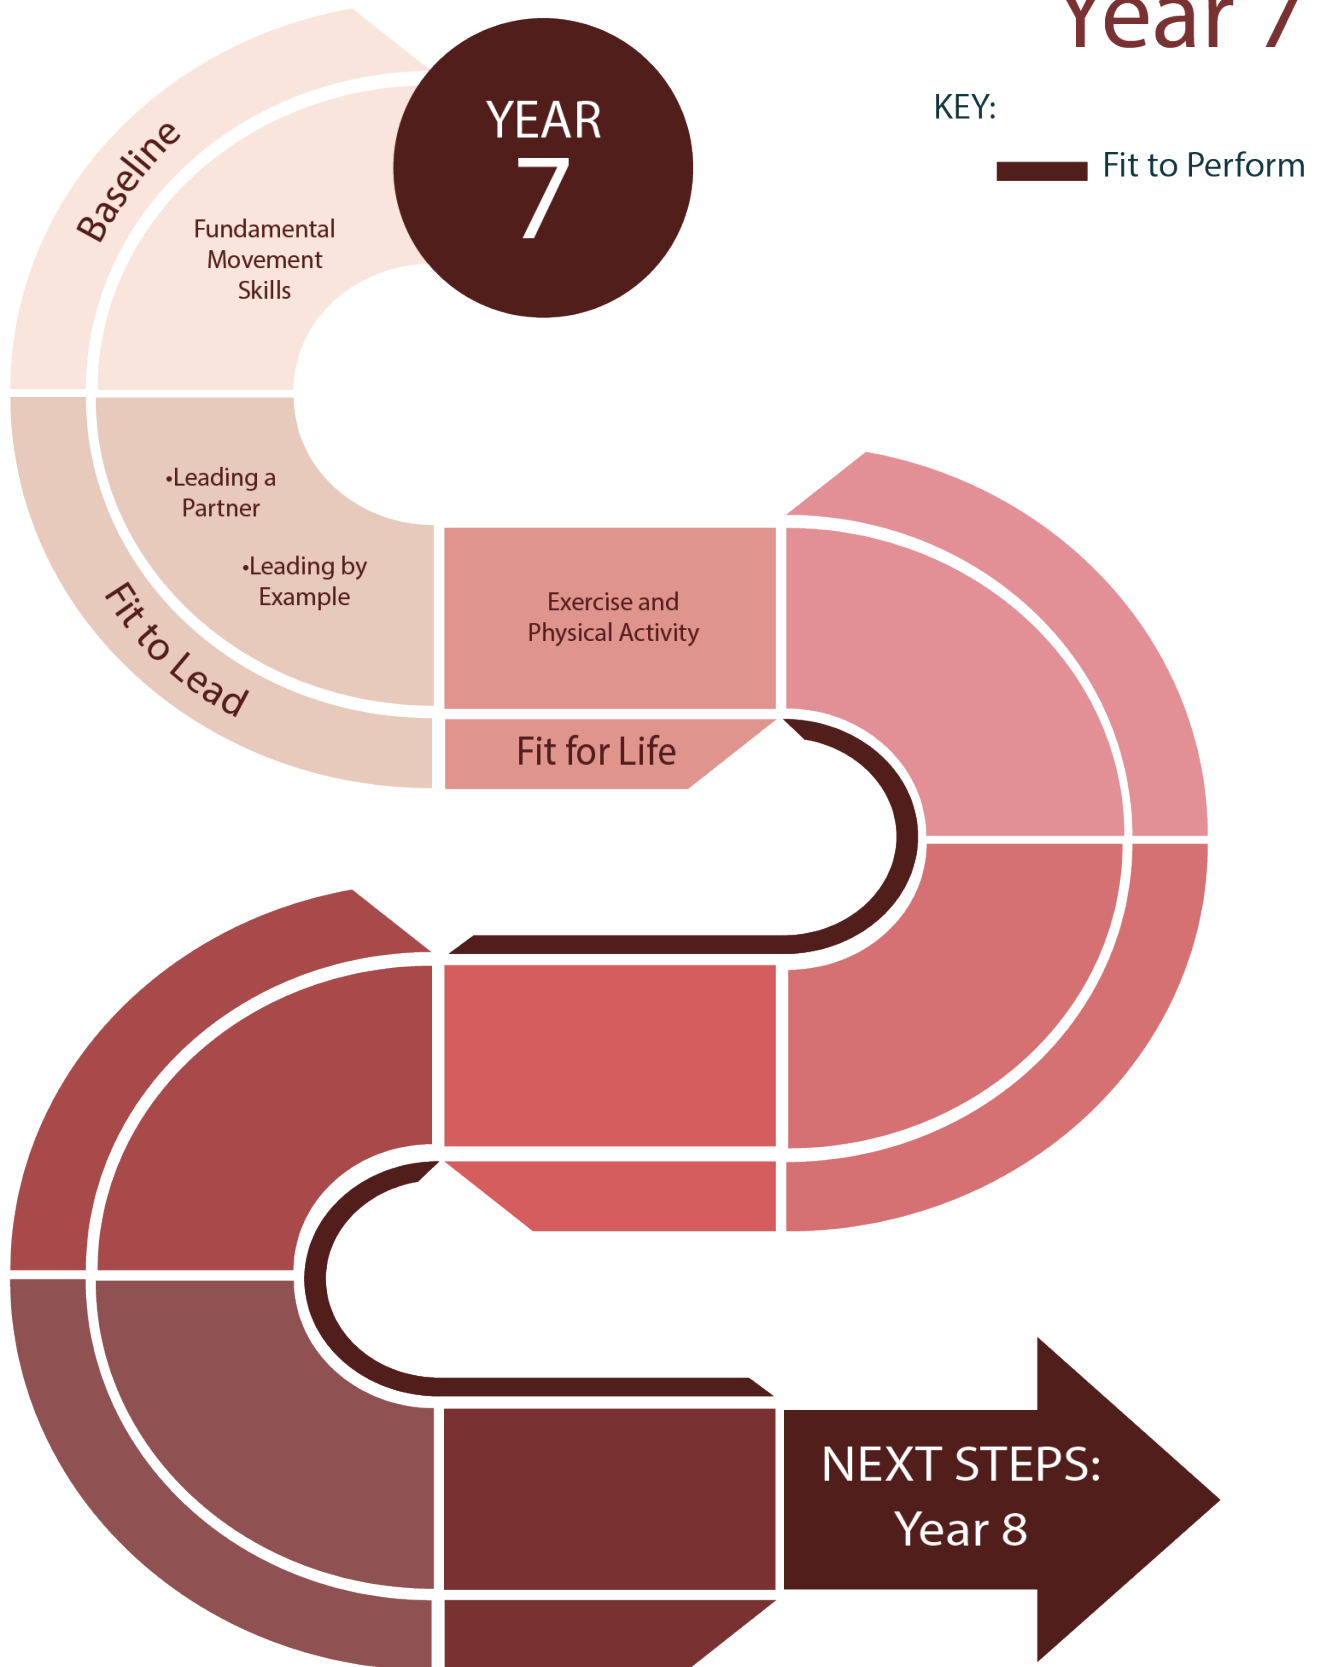 Year 7
KEY:
Fit to Perform
YEAR
7
Baseline
Fundamental
Movement
Skills
•Leading a
Partner
•Leading by
Example
Fit to Lead
Exercise and
Physical Activity
Fit for Life
NEXT STEPS:
Year 8